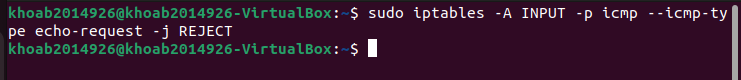 khoab2014926@khoab2014926-VirtualBox:~$ sudo iptables -A INPUT -p icmp --icmp-ty
pe echo-request -j REJECT
khoab2014926@khoab2014926-VirtualBox:~$